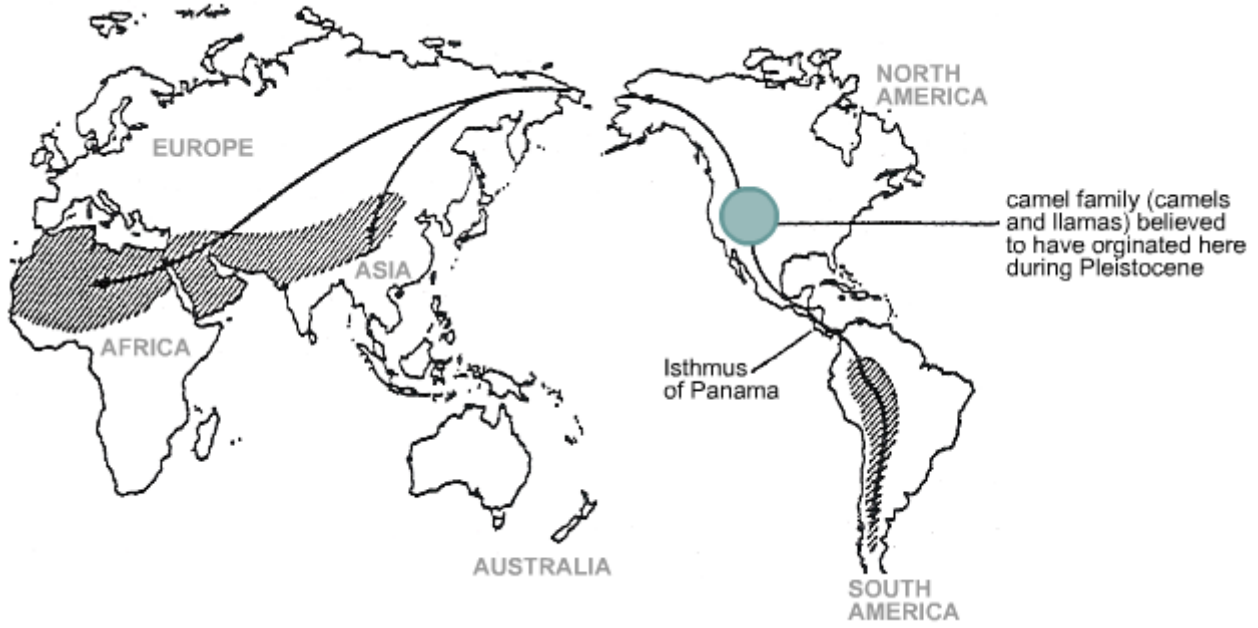 NORTH
AMERICA
EUROPE
camel family (camels
and llamas) believed
to have orginated here
during Pleistocene
ASIA
AFRICA
Isthmus
of Panama
AUSTRALIA
SOUTH
AMERICA